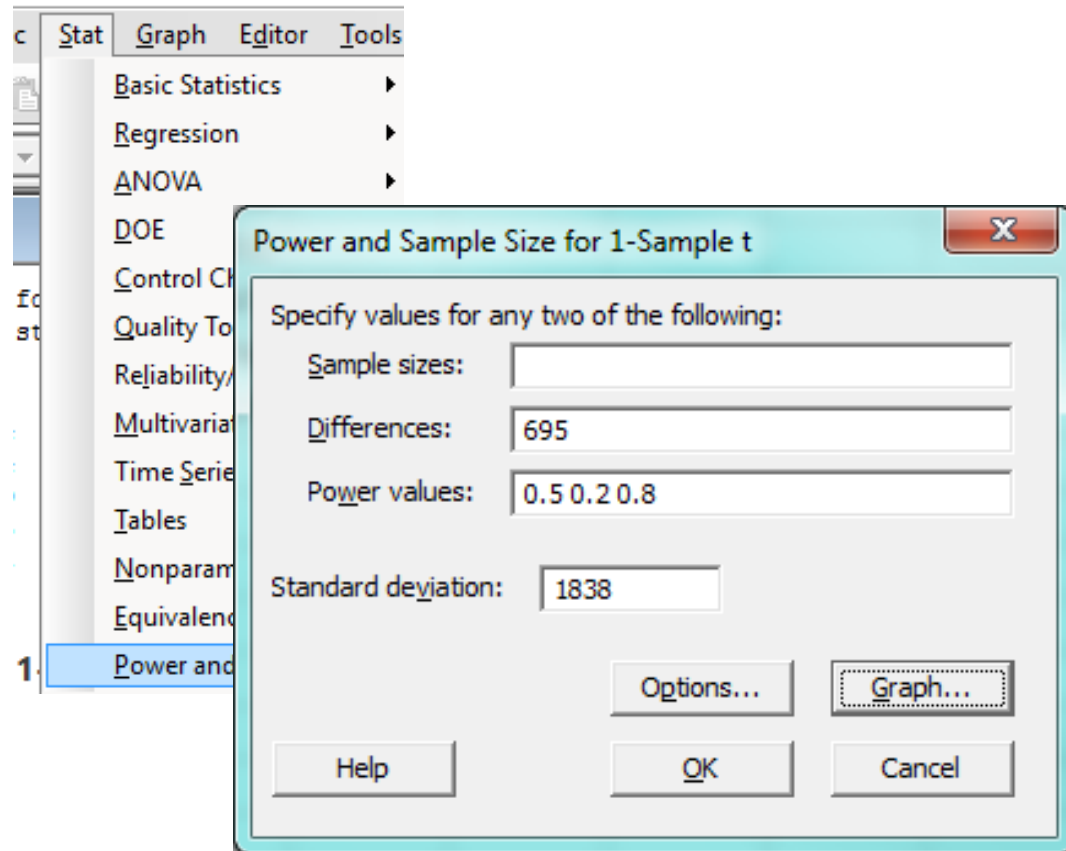 c Stat Graph Editor Tools
Basic Statistics
Regression
ANOVA
DOE
Control Ch
Quality To
Reliability/
Multivaria
Time Serie
Tables
Nonparam
Equivalenc
Power and
fo
st
1
Power and Sample Size for 1-Sample t
X
Specify values for any two of the following:
Sample sizes:
Differences: 695
Power values: 0.5 0.2 0.8
Standard deviation: 1838
Options... Graph...
Help OK Cancel